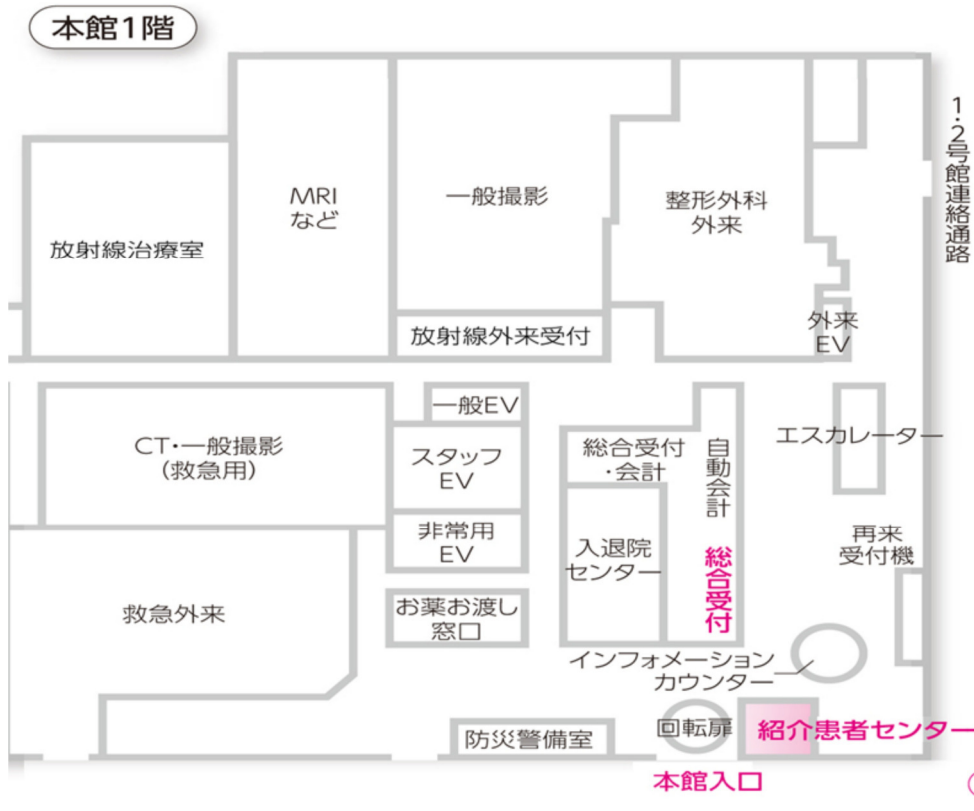 本館1階
1・2号館連絡通路
MRI
など
一般撮影
整形外科
外来
放射線治療室
放射線外来受付
外来
EV
一般EV
CT・一般撮影
(救急用)
スタッフ
EV
総合受付
・会計
自動会計
エスカレーター
非常用
EV
入退院
センター
総合受付
再来
受付機
救急外来
お薬お渡し
窓口
インフォメーション
カウンター
防災警備室
回転扉
紹介患者センター
本館入口